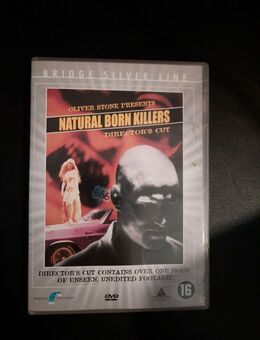 BRIDGE SILVER LINE
OLIVER STONE PRESENTS
NATURAL BORN KILLERS
DIRECTOR'S CUT
DIRECTOR'S CUT CONTAINS OVER ONE HOUR
OF UNSEEN, UNEDITED FOOTAGE!
DVD
16